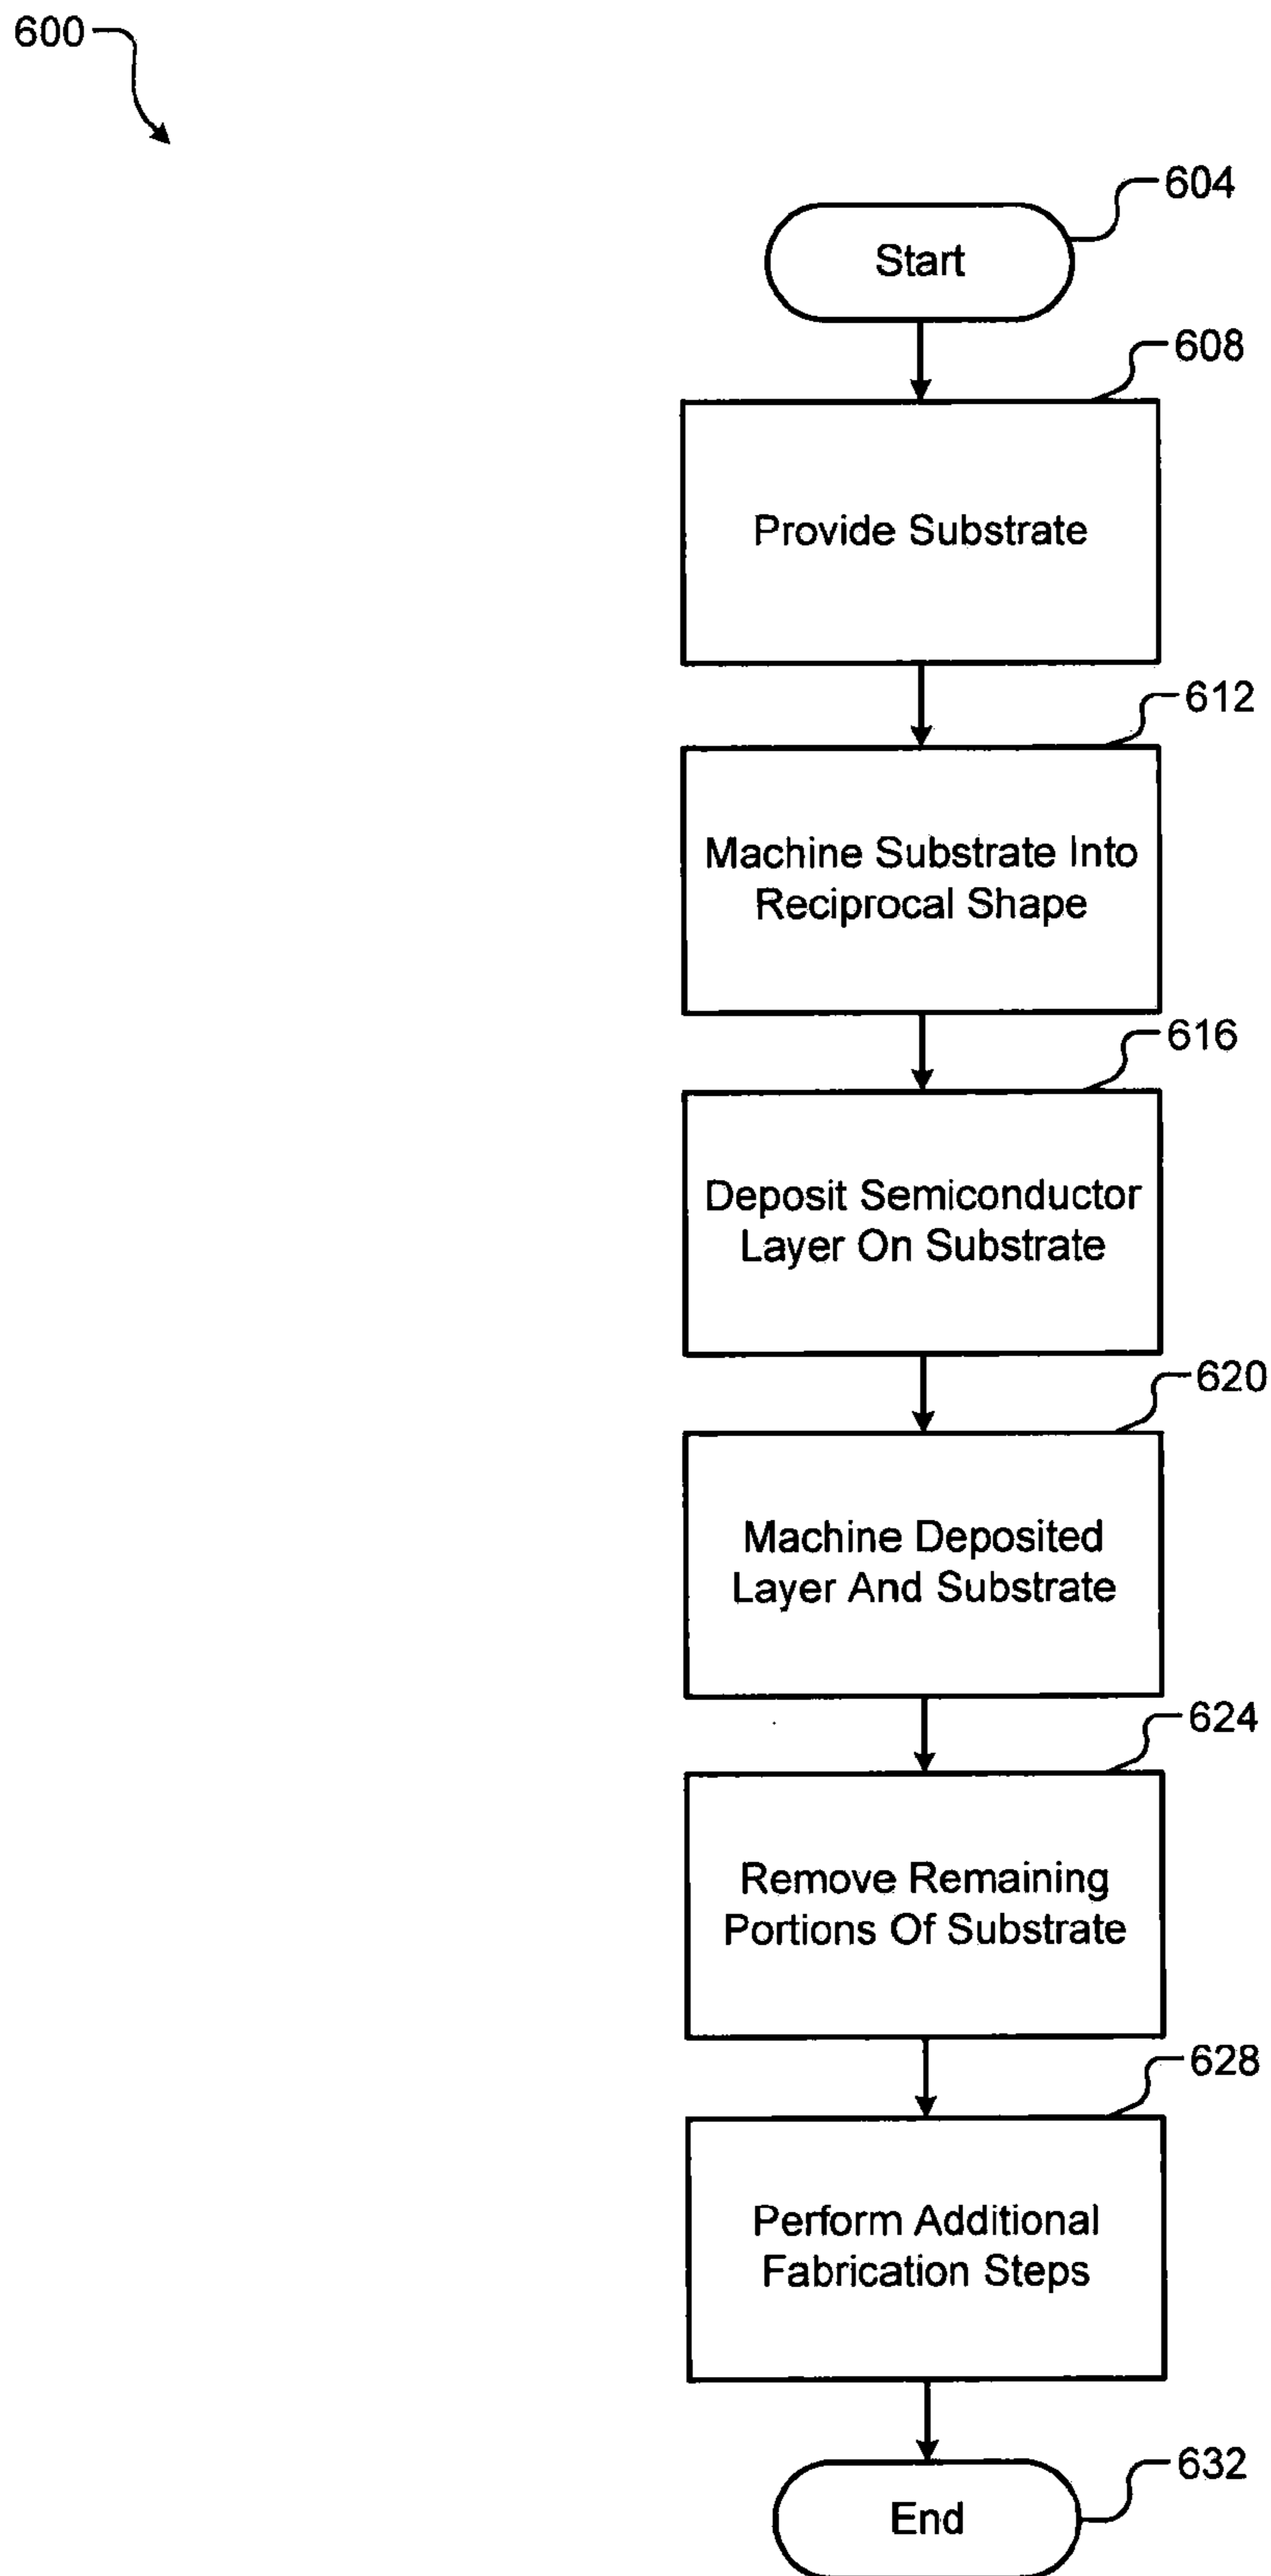 600
604
Start
608
Provide Substrate
612
Machine Substrate Into
Reciprocal Shape
616
Deposit Semiconductor
Layer On Substrate
620
Machine Deposited
Layer And Substrate
624
Remove Remaining
Portions Of Substrate
628
Perform Additional
Fabrication Steps
632
End